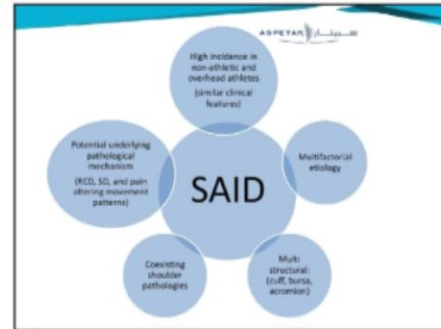 ASPETAR سبيتار
High incidence in
non-athletic and
overhead athletes
(similar clinical
features)
Potential underlying
pathological
mechanism
(RCD, SD, and pain
altering movement
patterns)
SAID
Multifactorial
etiology
Coexisting
shoulder
pathologies
Multi
structural:
(cuff, bursa,
acromion)